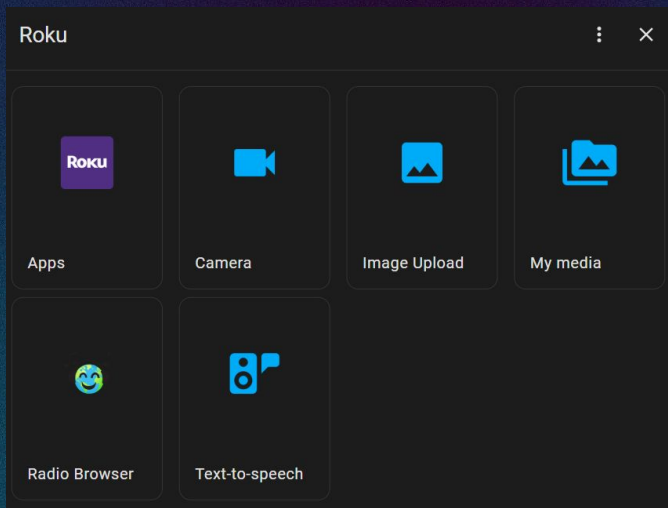 Roku
Roku
Apps
Camera
Image Upload
My media
Radio Browser
Text-to-speech